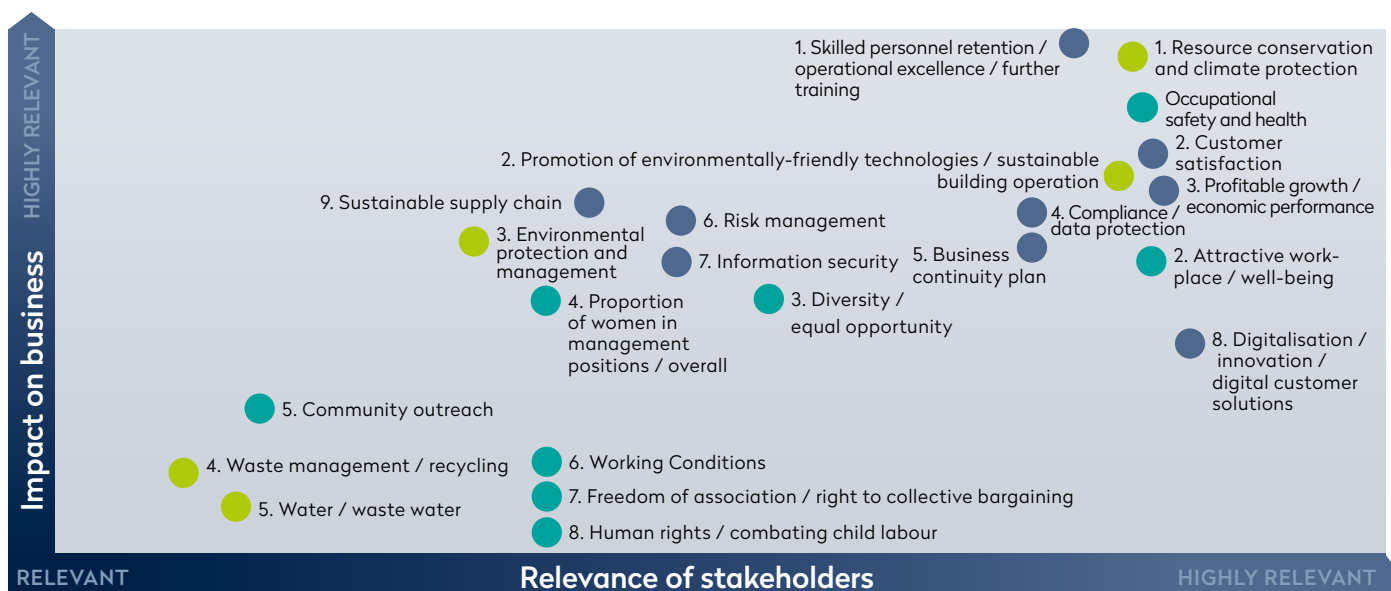 HIGHLY RELEVANT
Impact on business
1. Skilled personnel retention /
operational excellence / further
training
1. Resource conservation
and climate protection
Occupational
safety and health
2. Customer
satisfaction
2. Promotion of environmentally-friendly technologies / sustainable
building operation
3. Profitable growth /
economic performance
9. Sustainable supply chain
6. Risk management
4. Compliance /
data protection
3. Environmental
protection and
management
7. Information security
5. Business
continuity plan
2. Attractive work-
place / well-being
4. Proportion
of women in
management
positions / overall
3. Diversity /
equal opportunity
8. Digitalisation /
innovation /
digital customer
solutions
5. Community outreach
4. Waste management / recycling
6. Working Conditions
5. Water / waste water
7. Freedom of association / right to collective bargaining
8. Human rights / combating child labour
RELEVANT
Relevance of stakeholders
HIGHLY RELEVANT